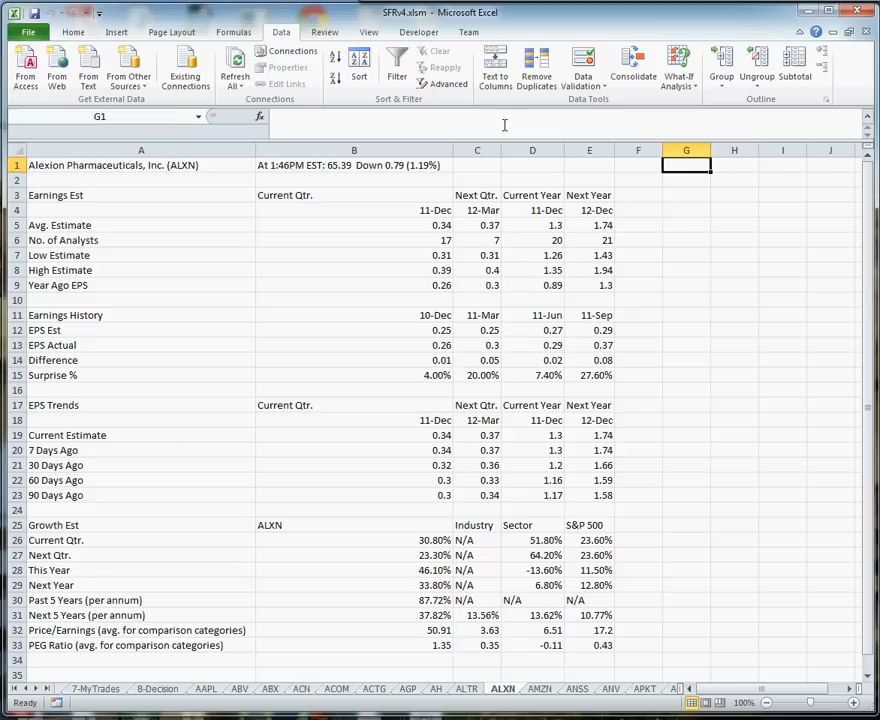 SFRv4.xlsm - Microsoft Excel
File Home Insert Page Layout Formulas Data Review View Developer Team
From Access
From Web
From Text
From Other Sources
Existing Connections
Get External Data
Refresh All
Connections
Properties
Edit Links
Connections
Sort
Filter
Clear
Reapply
Advanced
Sort & Filter
Text to Columns
Remove Duplicates
Data Validation
Consolidate
What-If Analysis
Data Tools
Group
Ungroup
Subtotal
Outline
G1 fx
A B C D E F G H I J
1 Alexion Pharmaceuticals, Inc. (ALXN) At 1:46PM EST: 65.39 Down 0.79 (1.19%)
2
3 Earnings Est Current Qtr. Next Qtr. Current Year Next Year
4 11-Dec 12-Mar 11-Dec 12-Dec
5 Avg. Estimate 0.34 0.37 1.3 1.74
6 No. of Analysts 17 7 20 21
7 Low Estimate 0.31 0.31 1.26 1.43
8 High Estimate 0.39 0.4 1.35 1.94
9 Year Ago EPS 0.26 0.3 0.89 1.3
10
11 Earnings History 10-Dec 11-Mar 11-Jun 11-Sep
12 EPS Est 0.25 0.25 0.27 0.29
13 EPS Actual 0.26 0.3 0.29 0.37
14 Difference 0.01 0.05 0.02 0.08
15 Surprise % 4.00% 20.00% 7.40% 27.60%
16
17 EPS Trends Current Qtr. Next Qtr. Current Year Next Year
18 11-Dec 12-Mar 11-Dec 12-Dec
19 Current Estimate 0.34 0.37 1.3 1.74
20 7 Days Ago 0.34 0.37 1.3 1.74
21 30 Days Ago 0.32 0.36 1.2 1.66
22 60 Days Ago 0.3 0.33 1.16 1.59
23 90 Days Ago 0.3 0.34 1.17 1.58
24
25 Growth Est ALXN Industry Sector S&P 500
26 Current Qtr. 30.80% N/A 51.80% 23.60%
27 Next Qtr. 23.30% N/A 64.20% 23.60%
28 This Year 46.10% N/A -13.60% 11.50%
29 Next Year 33.80% N/A 6.80% 12.80%
30 Past 5 Years (per annum) 87.72% N/A N/A N/A
31 Next 5 Years (per annum) 37.82% 13.56% 13.62% 10.77%
32 Price/Earnings (avg. for comparison categories) 50.91 3.63 6.51 17.2
33 PEG Ratio (avg. for comparison categories) 1.35 0.35 -0.11 0.43
34
35
7-MyTrades 8-Decision AAPL ABV ABX ACN ACOM ACTG AGP AH ALTR ALXN AMZN ANSS ANV APKT A
Ready 100%